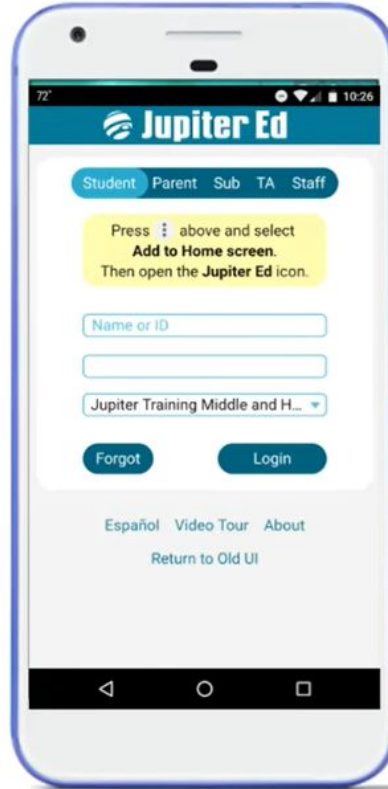 72°
10:26
Jupiter Ed
Student Parent Sub TA Staff
Press ⋮ above and select
Add to Home screen.
Then open the Jupiter Ed icon.
Name or ID
Jupiter Training Middle and H...
Forgot
Login
Español Video Tour About
Return to Old UI